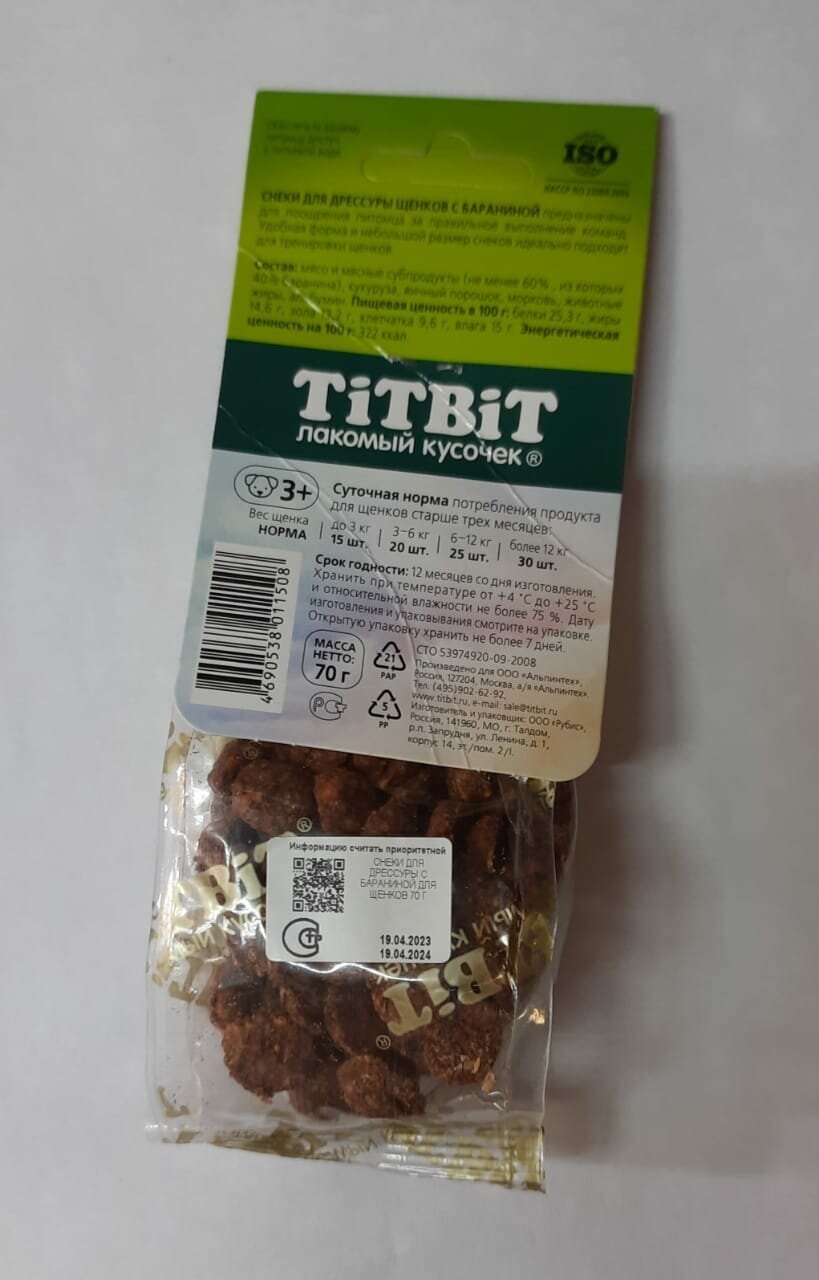 Обеспечьте вашему
питомцу доступ
к питьевой воде
ISO
СНЕКИ ДЛЯ ДРЕССУРЫ ЩЕНКОВ С БАРАНИНОЙ предназначены
для поощрения питомца за правильное выполнение команд.
Удобная форма и небольшой размер снеков идеально подходят
для тренировки щенков.
Состав: мясо и мясные субпродукты (не менее 60% , из которых
40% баранина), кукуруза, яичный порошок, морковь, животные
жиры, альбумин. Пищевая ценность в 100 г: белки 25,3 г, жиры
14,6 г, зола 13,2 г, клетчатка 9,6 г, влага 15 г. Энергетическая
ценность на 100 г: 322 ккал.
TiTBiT
лакомый кусочек®
3+
Суточная норма потребления продукта
для щенков старше трех месяцев:
Вес щенка | до 3 кг | 3–6 кг | 6–12 кг | более 12 кг
НОРМА | 15 шт. | 20 шт. | 25 шт. | 30 шт.
Срок годности: 12 месяцев со дня изготовления.
Хранить при температуре от +4 °С до +25 °С
и относительной влажности не более 75 %. Дату
изготовления и упаковывания смотрите на упаковке.
Открытую упаковку хранить не более 7 дней.
4 690538 011508
МАССА
НЕТТО:
70 г
21
PAP
5
PP
СТО 53974920-09-2008
Произведено для ООО «Альпинтех»,
Россия, 127204, Москва, а/я «Альпинтех»
Тел. (495)902-62-92,
www.titbit.ru, e-mail: sale@titbit.ru
Изготовитель и упаковщик: ООО «Рубис»,
Россия, 141960, МО, г. Талдом,
р.п. Запрудня, ул. Ленина, д. 1,
корпус 14, эт./пом. 2/I.
Информацию считать приоритетной
СНЕКИ ДЛЯ
ДРЕССУРЫ С
БАРАНИНОЙ ДЛЯ
ЩЕНКОВ 70 Г
19.04.2023
19.04.2024